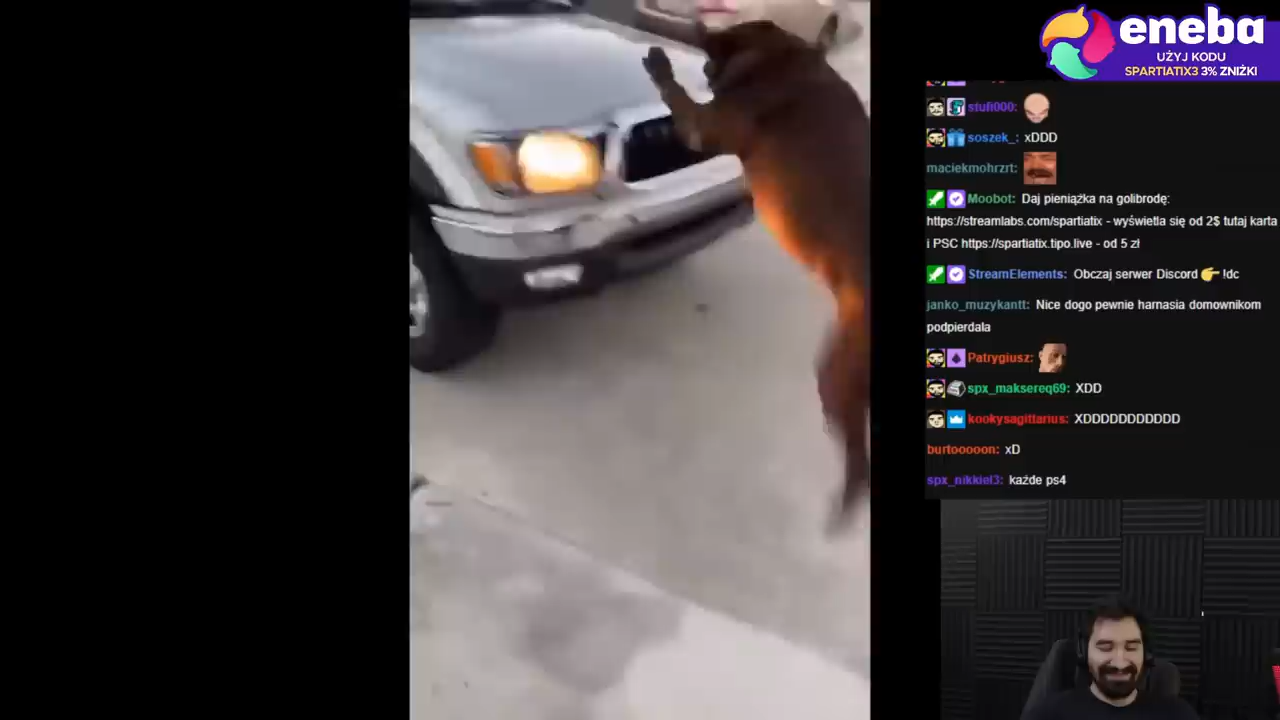 eneba
UŻYJ KODU
SPARTIATIX3 3% ZNIŻKI
stufi000:
soszek_: xDDD
maciekmohrzrt:
Moobot: Daj pieniążka na golibrodę:
https://streamlabs.com/spartiatix - wyświetla się od 2$ tutaj karta
i PSC https://spartiatix.tipo.live - od 5 zł
StreamElements: Obczaj serwer Discord 👉 !dc
janko_muzykantt: Nice dogo pewnie harnasia domownikom
podpierdala
Patrygiusz:
spx_maksereq69: XDD
kookysagittarius: XDDDDDDDDDDD
burtooooon: xD
spx_nikkiel3: każde ps4